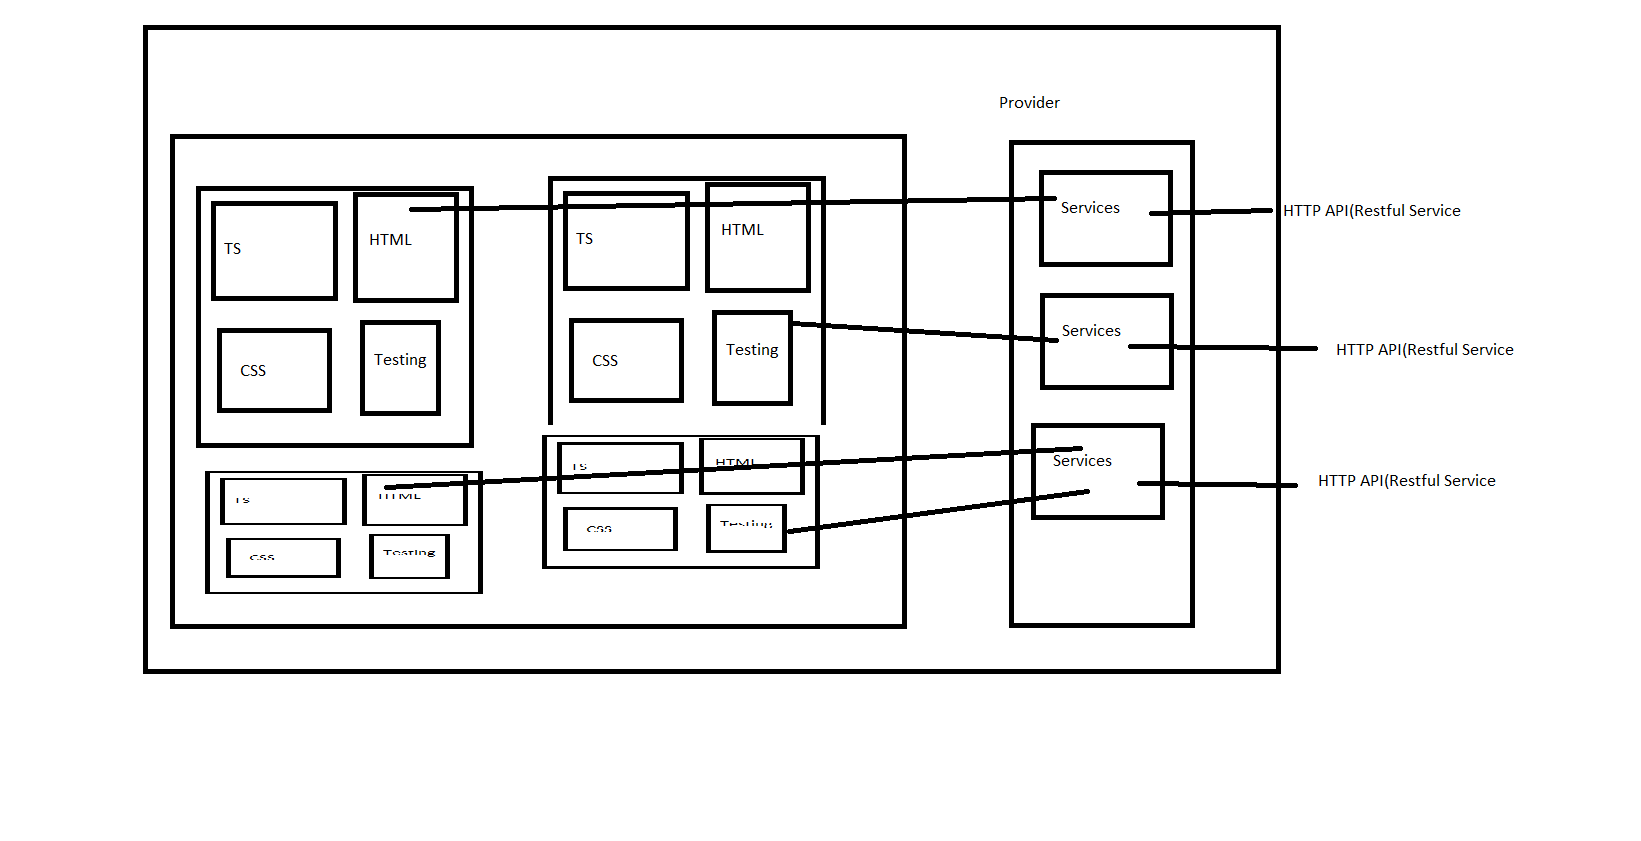 Provider
TS
HTML
TS
HTML
Services
HTTP API(Restful Service
CSS
Testing
CSS
Testing
Services
HTTP API(Restful Service
TS
HTML
TS
HTML
Services
HTTP API(Restful Service
CSS
Testing
CSS
Testing